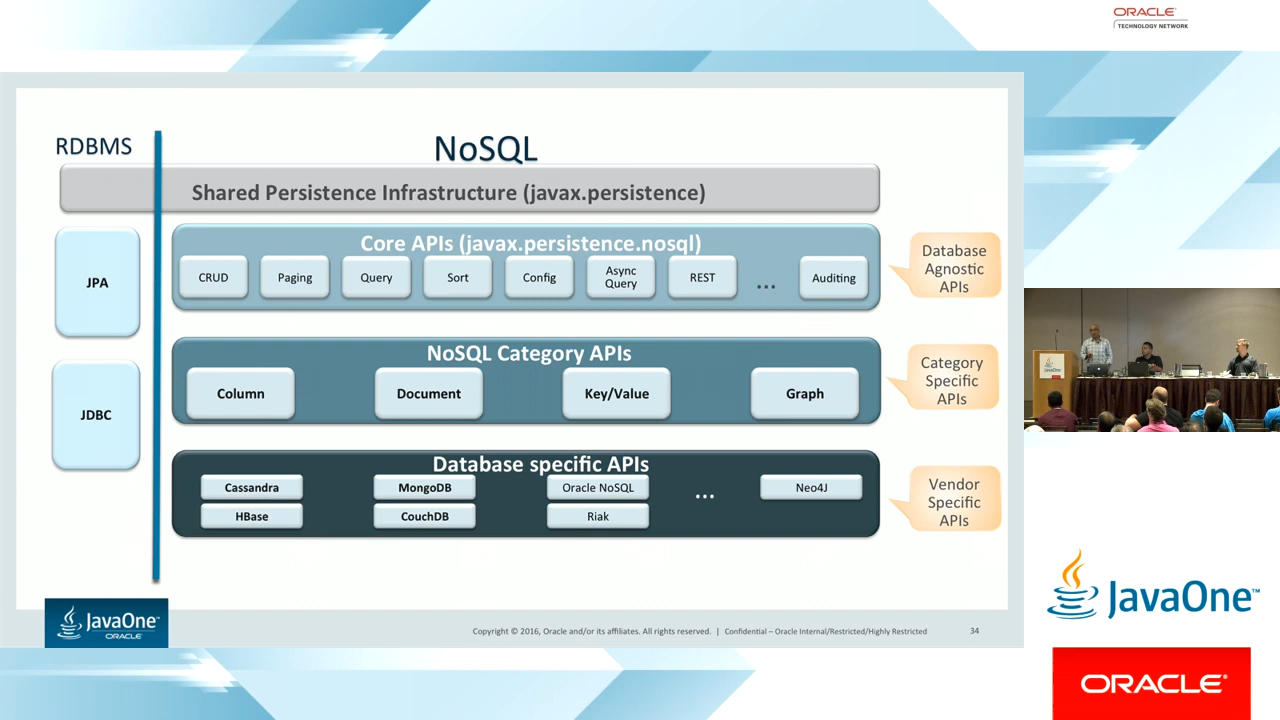 ORACLE
TECHNOLOGY NETWORK
RDBMS
NoSQL
Shared Persistence Infrastructure (javax.persistence)
JPA
JDBC
Core APIs (javax.persistence.nosql)
CRUD
Paging
Query
Sort
Config
Async
Query
REST
...
Auditing
Database
Agnostic
APIs
NoSQL Category APIs
Column
Document
Key/Value
Graph
Category
Specific
APIs
Database specific APIs
Cassandra
MongoDB
Oracle NoSQL
...
Neo4J
HBase
CouchDB
Riak
Vendor
Specific
APIs
JavaOne™
ORACLE
Copyright © 2016, Oracle and/or its affiliates. All rights reserved. | Confidential – Oracle Internal/Restricted/Highly Restricted
34
JavaOne
JavaOne™
ORACLE®